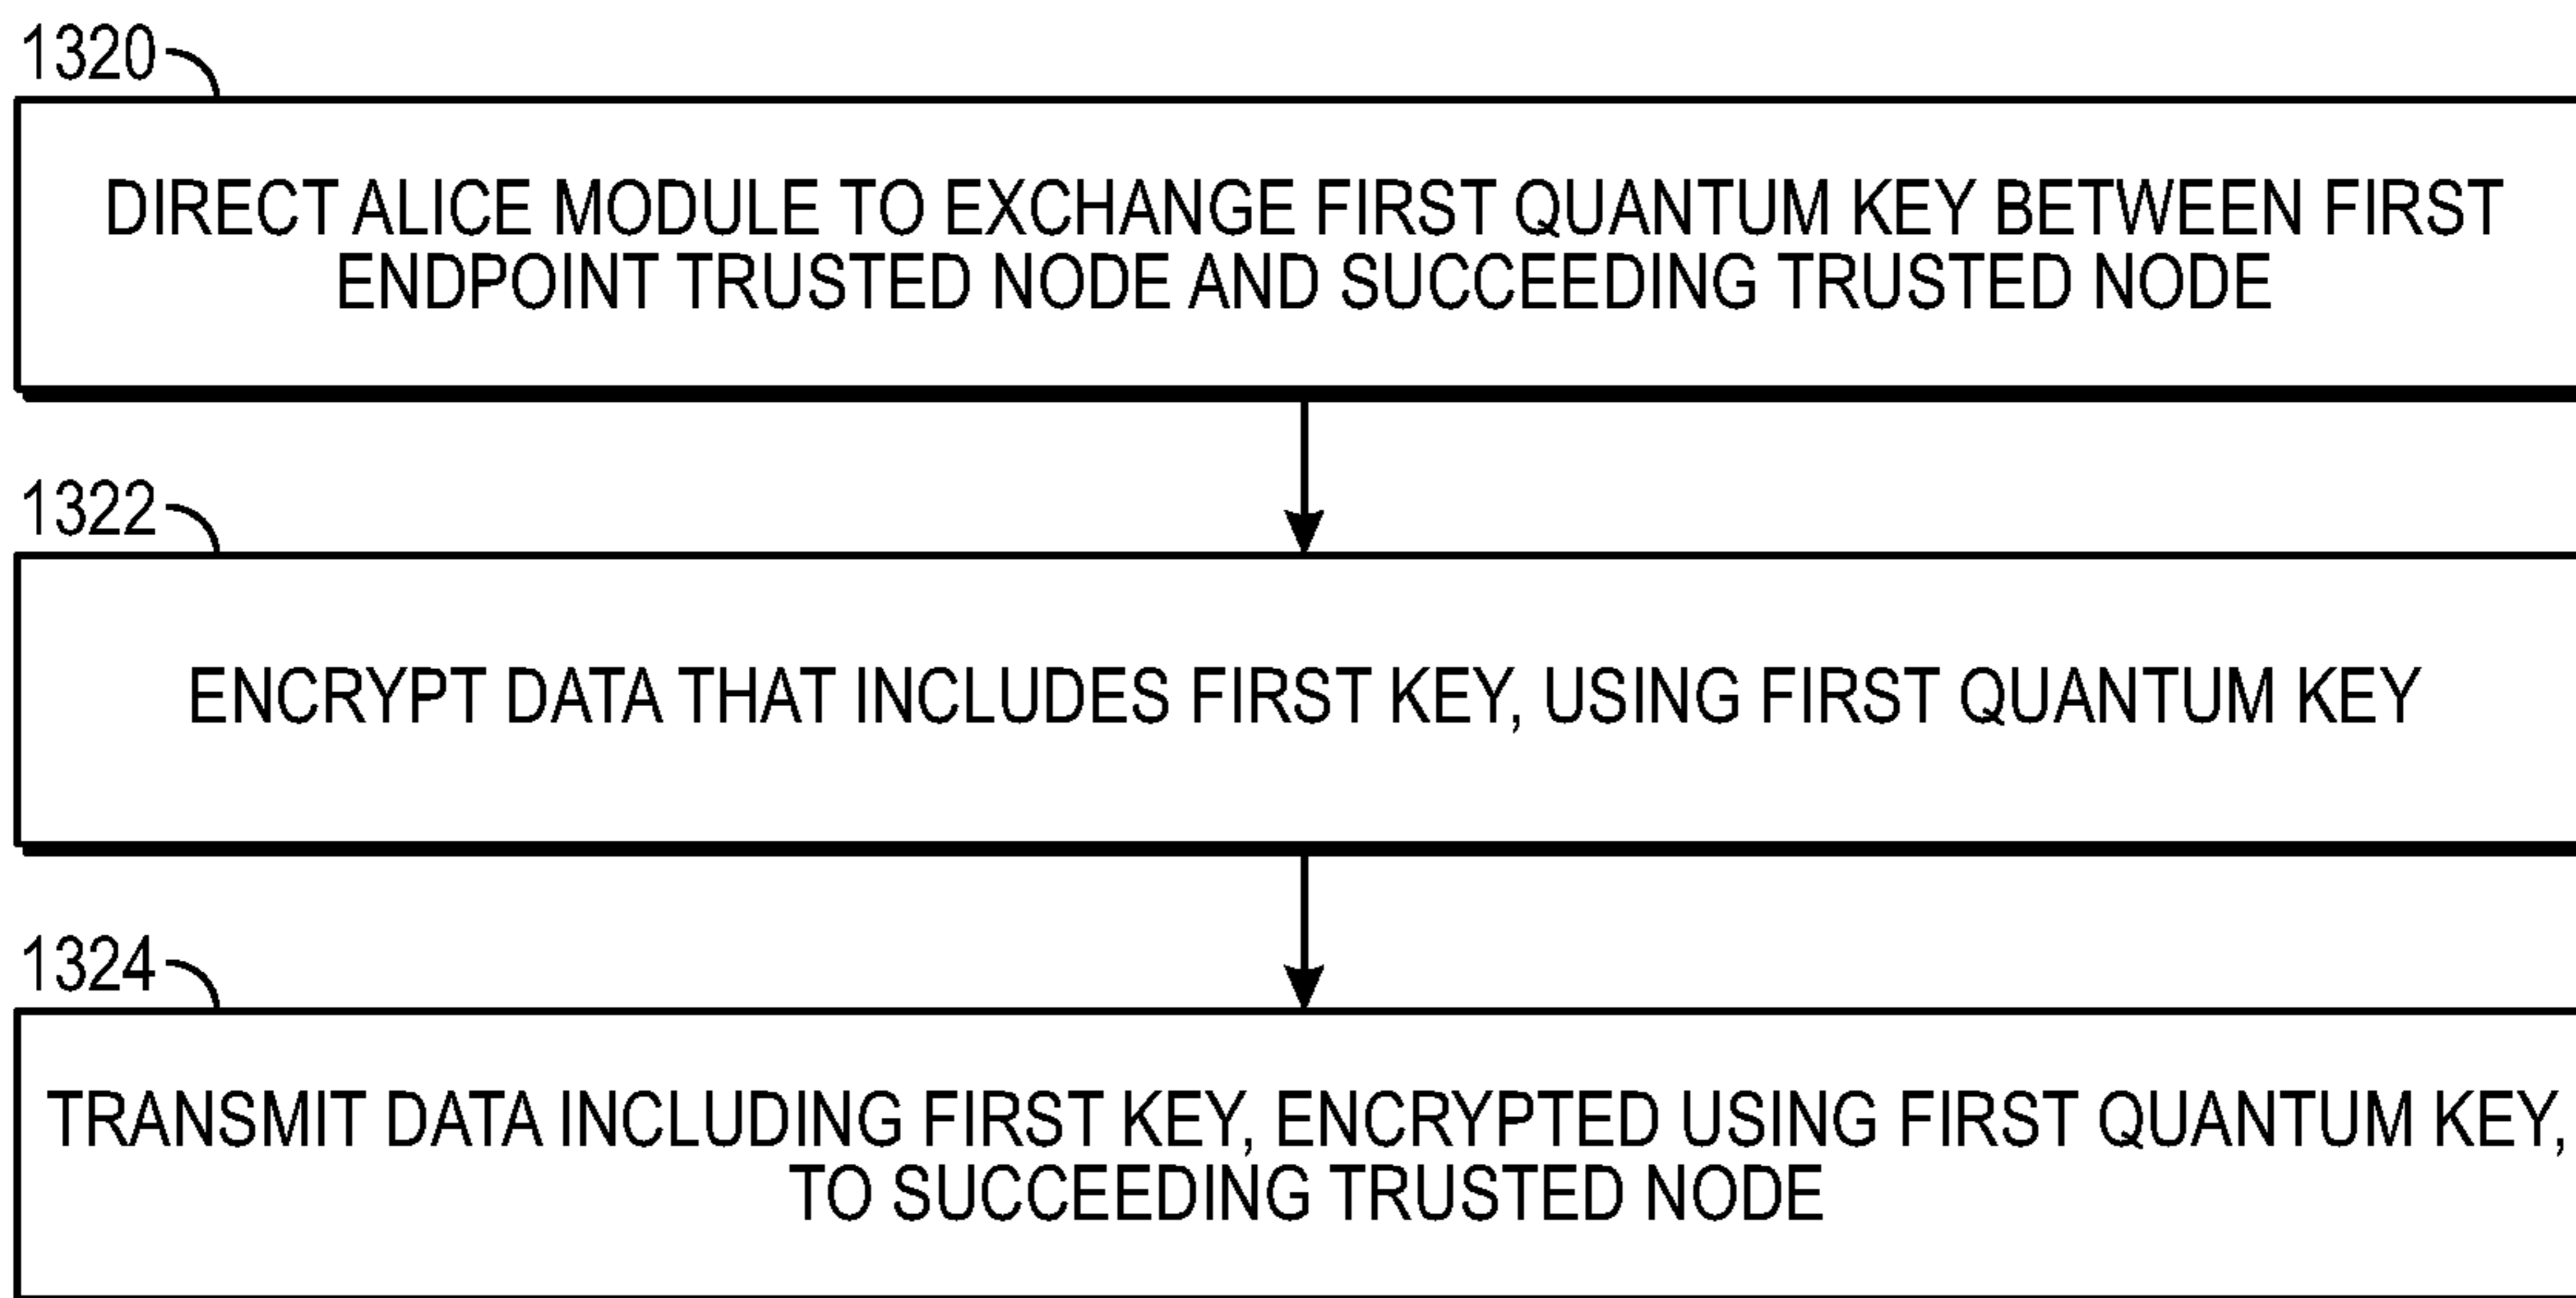 1320
DIRECT ALICE MODULE TO EXCHANGE FIRST QUANTUM KEY BETWEEN FIRST
ENDPOINT TRUSTED NODE AND SUCCEEDING TRUSTED NODE
1322
ENCRYPT DATA THAT INCLUDES FIRST KEY, USING FIRST QUANTUM KEY
1324
TRANSMIT DATA INCLUDING FIRST KEY, ENCRYPTED USING FIRST QUANTUM KEY,
TO SUCCEEDING TRUSTED NODE